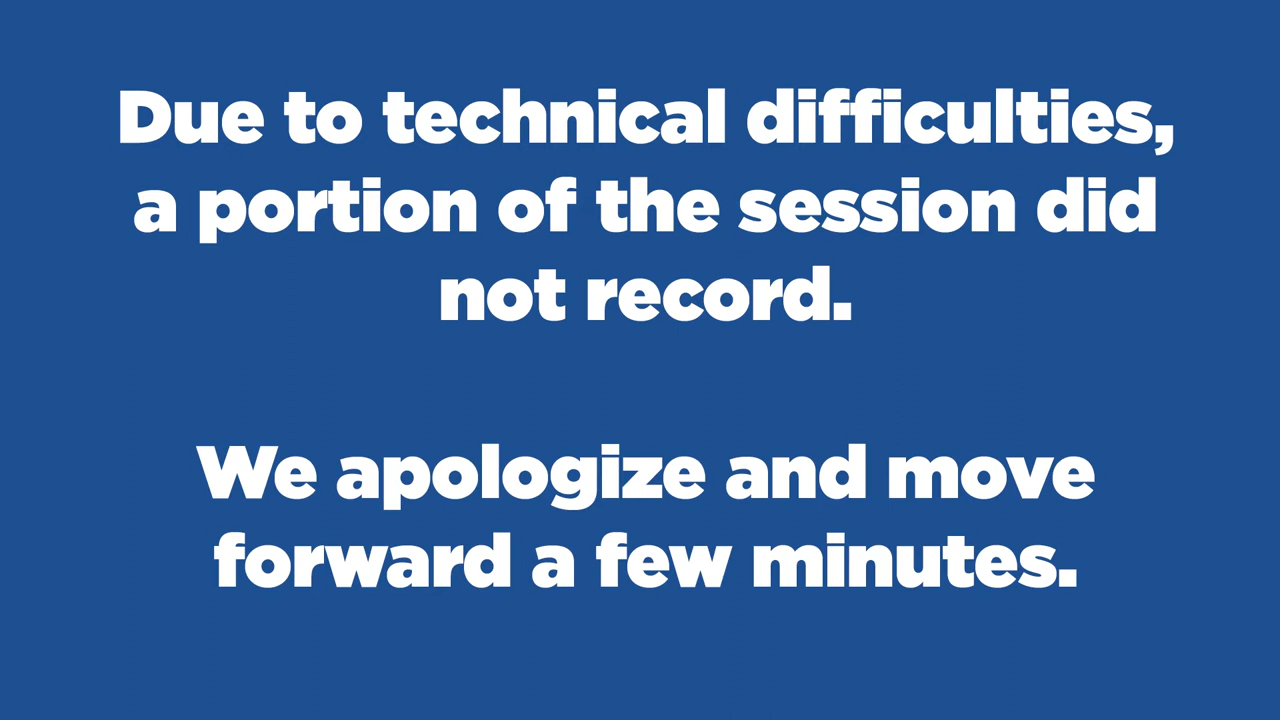 Due to technical difficulties,
a portion of the session did
not record.
We apologize and move
forward a few minutes.